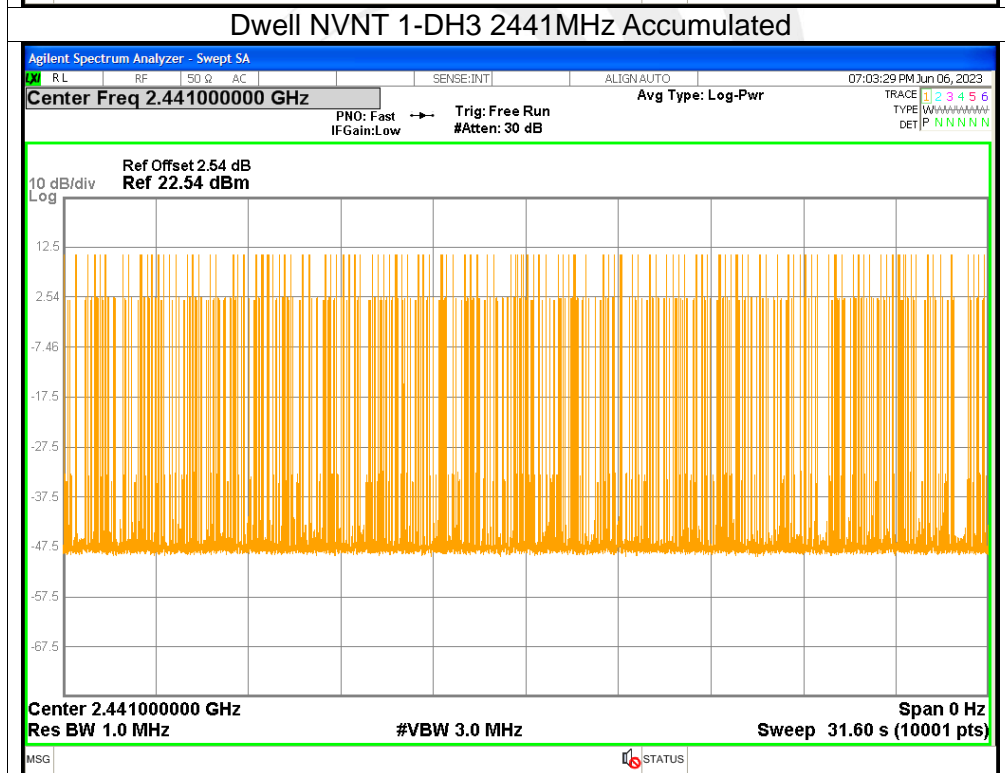 Dwell NVNT 1-DH3 2441MHz Accumulated
Agilent Spectrum Analyzer - Swept SA
LXI RL RF 50 Ω AC SENSE:INT ALIGNAUTO 07:03:29 PM Jun 06, 2023
Center Freq 2.441000000 GHz Avg Type: Log-Pwr TRACE 1 2 3 4 5 6
PNO: Fast Trig: Free Run TYPE WWWWWW
IFGain:Low #Atten: 30 dB DET P N N N N N
Ref Offset 2.54 dB
10 dB/div Ref 22.54 dBm
Log
12.5
2.54
-7.46
-17.5
-27.5
-37.5
-47.5
-57.5
-67.5
Center 2.441000000 GHz Span 0 Hz
Res BW 1.0 MHz #VBW 3.0 MHz Sweep 31.60 s (10001 pts)
MSG STATUS